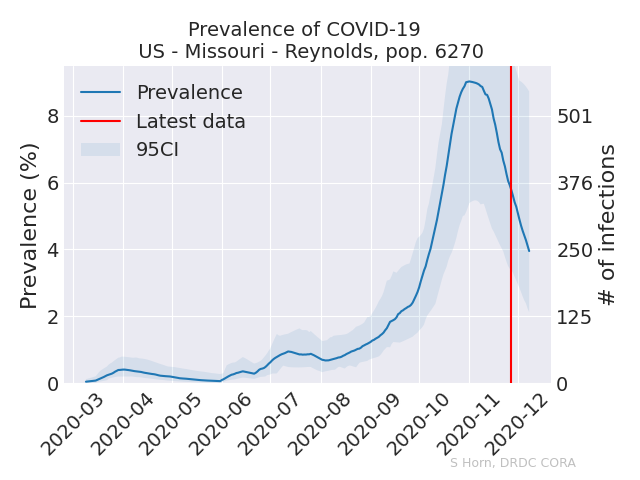 Prevalence of COVID-19
US - Missouri - Reynolds, pop. 6270
Prevalence
Latest data
95CI
Prevalence (%)
8
6
4
2
0
# of infections
501
376
250
125
0
2020-03
2020-04
2020-05
2020-06
2020-07
2020-08
2020-09
2020-10
2020-11
2020-12
S Horn, DRDC CORA